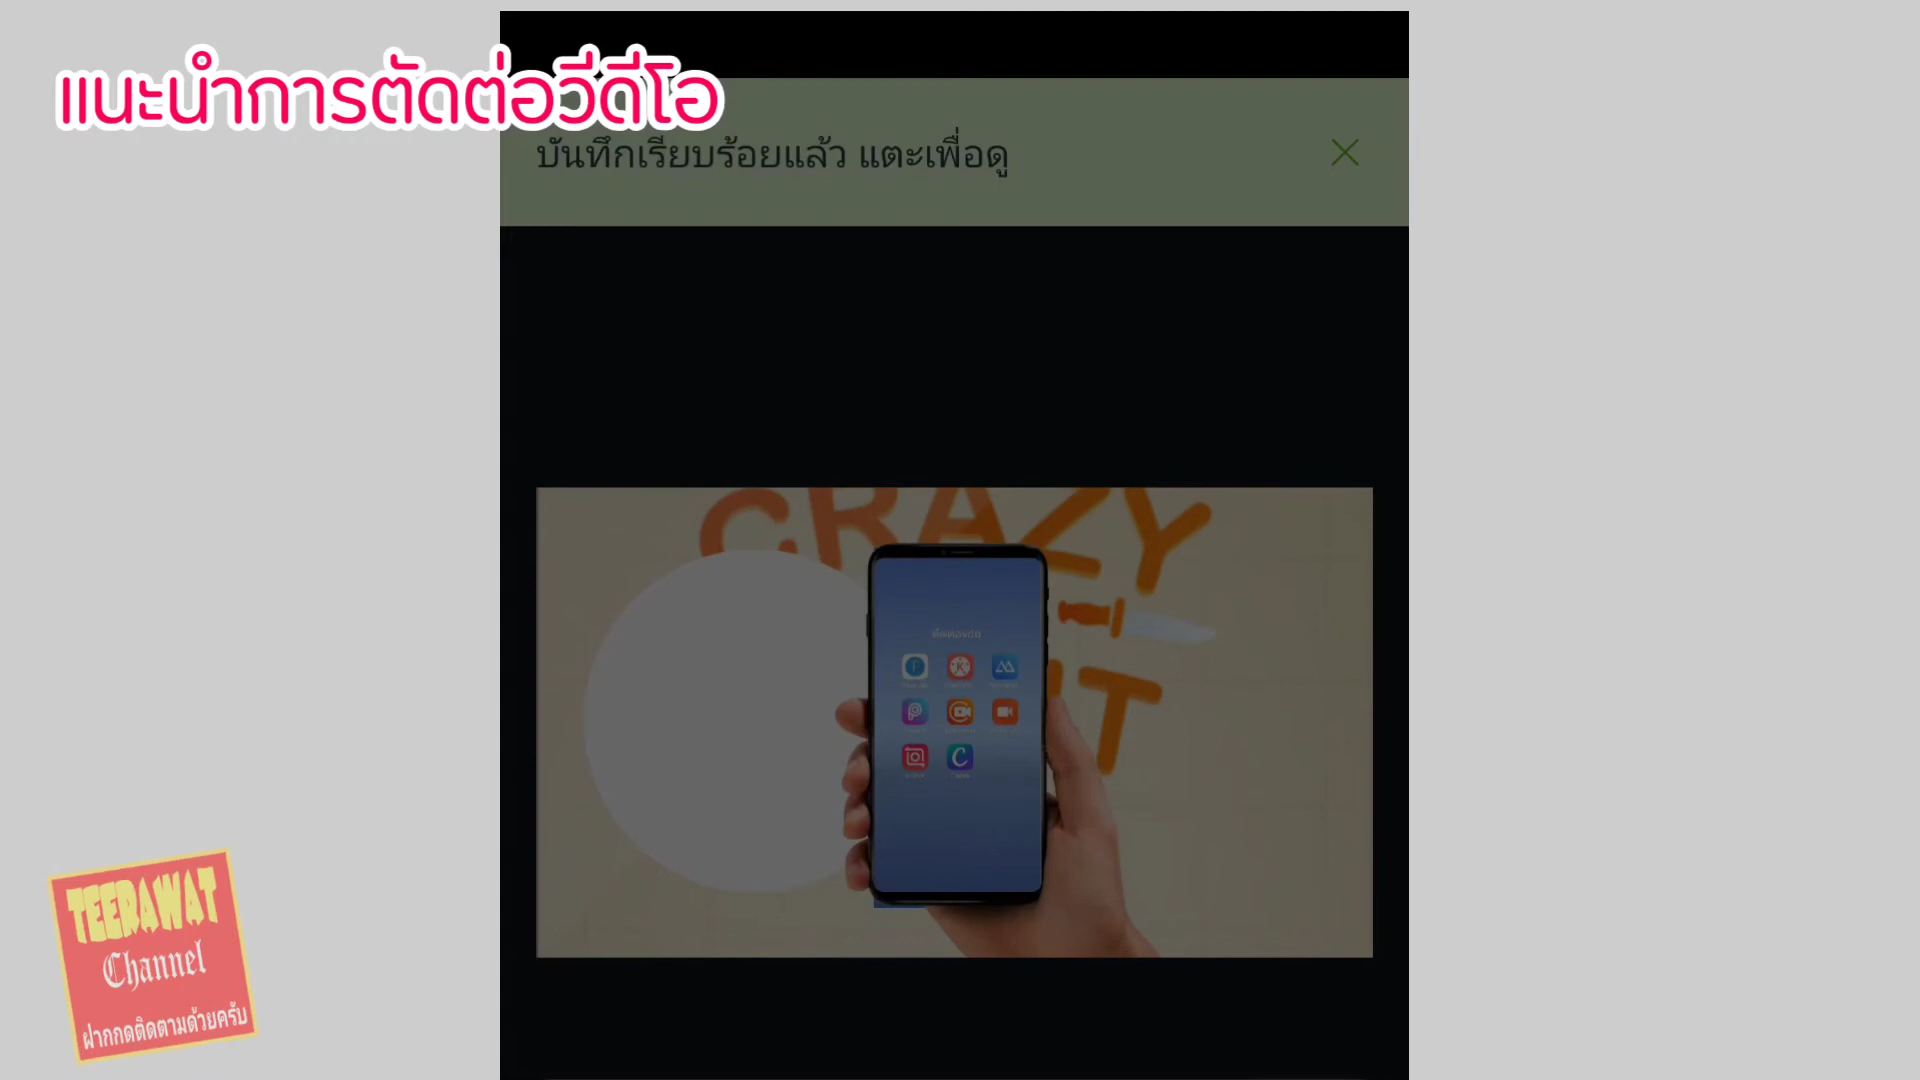 แนะนำการตัดต่อวีดีโอ
บันทึกเรียบร้อยแล้ว แตะเพื่อดู
CRAZY
TEERAWAT
Channel
ฝากกดติดตามด้วยครับ